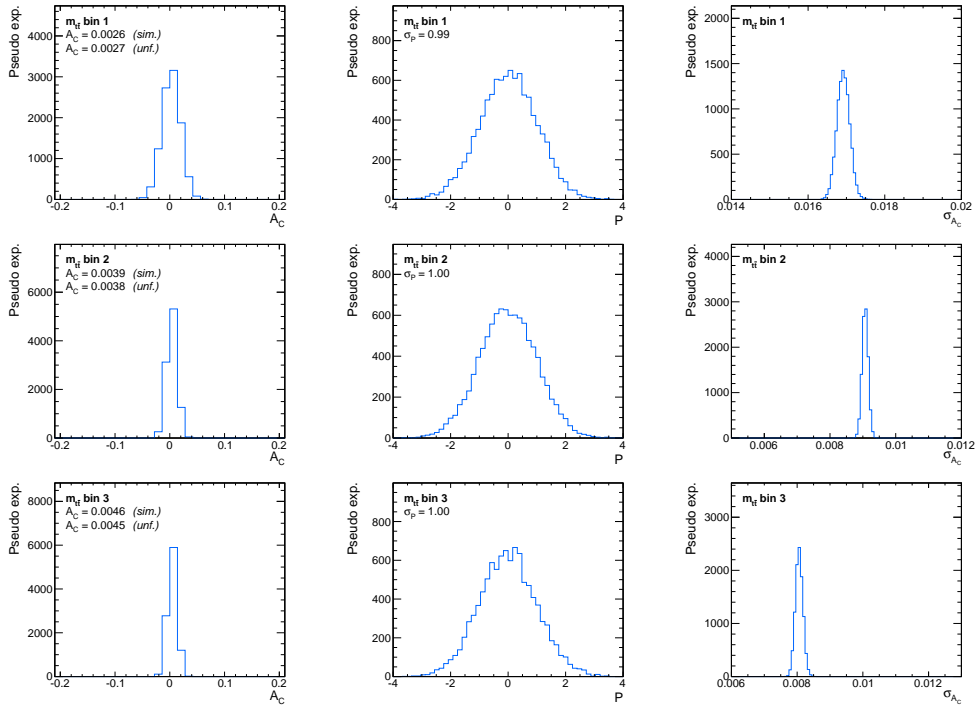 Pseudo exp.
m_tt̄ bin 1
A_C = 0.0026 (sim.)
A_C = 0.0027 (unf.)
4000
3000
2000
1000
0
-0.2 -0.1 0 0.1 0.2
A_C
Pseudo exp.
m_tt̄ bin 1
σ_P = 0.99
800
600
400
200
0
-4 -2 0 2 4
P
Pseudo exp.
m_tt̄ bin 1
2000
1500
1000
500
0
0.014 0.016 0.018 0.02
σ_A_C
Pseudo exp.
m_tt̄ bin 2
A_C = 0.0039 (sim.)
A_C = 0.0038 (unf.)
6000
4000
2000
0
-0.2 -0.1 0 0.1 0.2
A_C
Pseudo exp.
m_tt̄ bin 2
σ_P = 1.00
800
600
400
200
0
-4 -2 0 2 4
P
Pseudo exp.
m_tt̄ bin 2
4000
3000
2000
1000
0
0.006 0.008 0.01 0.012
σ_A_C
Pseudo exp.
m_tt̄ bin 3
A_C = 0.0046 (sim.)
A_C = 0.0045 (unf.)
8000
6000
4000
2000
0
-0.2 -0.1 0 0.1 0.2
A_C
Pseudo exp.
m_tt̄ bin 3
σ_P = 1.00
800
600
400
200
0
-4 -2 0 2 4
P
Pseudo exp.
m_tt̄ bin 3
3000
2000
1000
0
0.006 0.008 0.01 0.012
σ_A_C